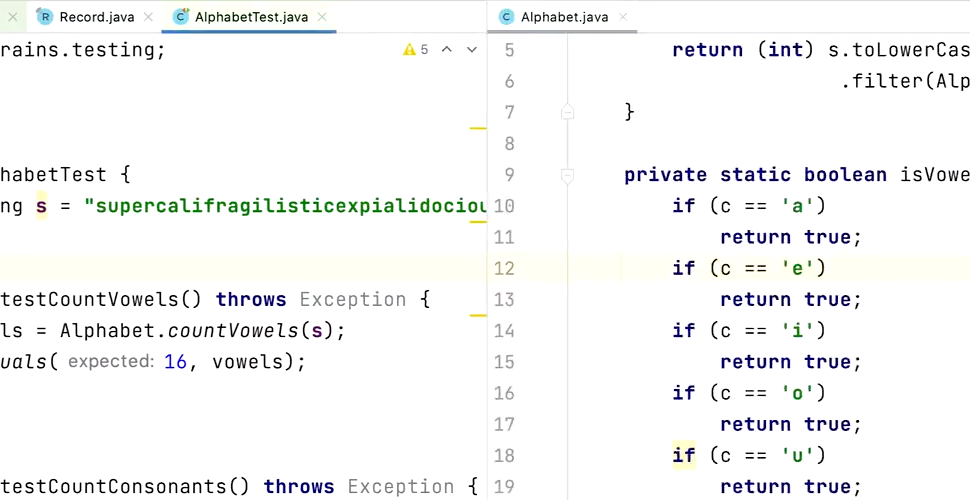 Record.java AlphabetTest.java
rains.testing;
5
habetTest {
ng s = "supercalifragilisticexpialidociou
testCountVowels() throws Exception {
ls = Alphabet.countVowels(s);
uals( expected: 16, vowels);
testCountConsonants() throws Exception {
Alphabet.java
5 return (int) s.toLowerCas
6 .filter(Alp
7 }
8
9 private static boolean isVowe
10 if (c == 'a')
11 return true;
12 if (c == 'e')
13 return true;
14 if (c == 'i')
15 return true;
16 if (c == 'o')
17 return true;
18 if (c == 'u')
19 return true;